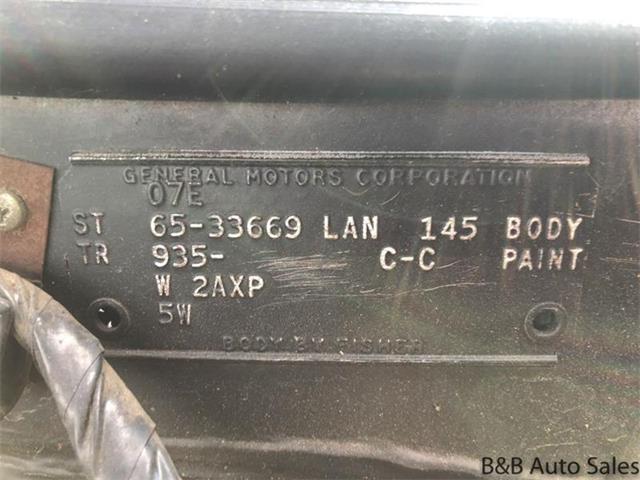 GENERAL MOTORS CORPORATION
07E
ST 65-33669 LAN 145 BODY
TR 935- C-C PAINT
W 2AXP
5W
BODY BY FISHER
B&B Auto Sales